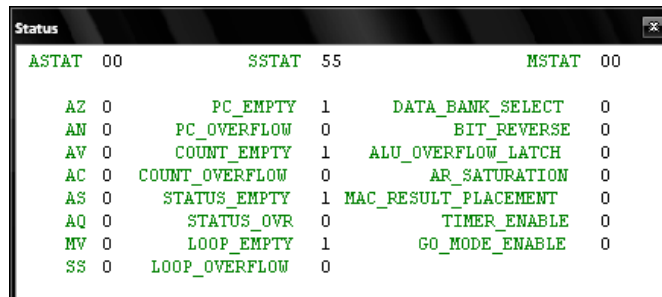 Status x
ASTAT 00 SSTAT 55 MSTAT 00
AZ 0 PC_EMPTY 1 DATA_BANK_SELECT 0
AN 0 PC_OVERFLOW 0 BIT_REVERSE 0
AV 0 COUNT_EMPTY 1 ALU_OVERFLOW_LATCH 0
AC 0 COUNT_OVERFLOW 0 AR_SATURATION 0
AS 0 STATUS_EMPTY 1 MAC_RESULT_PLACEMENT 0
AQ 0 STATUS_OVR 0 TIMER_ENABLE 0
MV 0 LOOP_EMPTY 1 GO_MODE_ENABLE 0
SS 0 LOOP_OVERFLOW 0